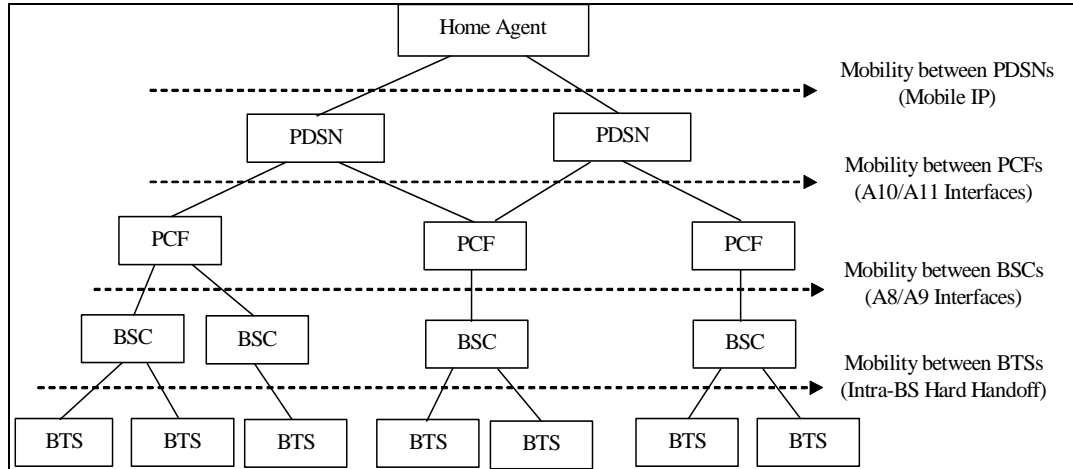 Home Agent
Mobility between PDSNs
(Mobile IP)
PDSN
PDSN
Mobility between PCFs
(A10/A11 Interfaces)
PCF
PCF
PCF
Mobility between BSCs
(A8/A9 Interfaces)
BSC
BSC
BSC
BSC
Mobility between BTSs
(Intra-BS Hard Handoff)
BTS
BTS
BTS
BTS
BTS
BTS
BTS